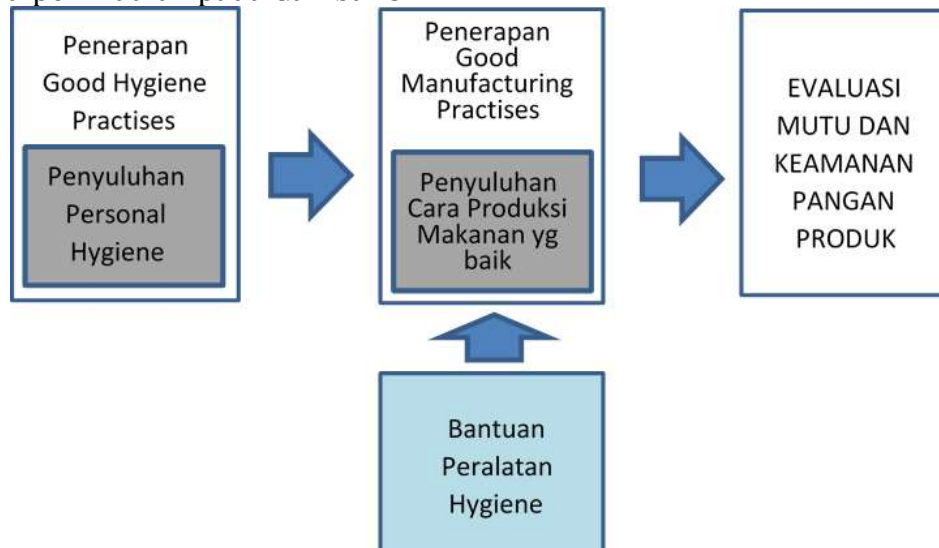 Penerapan
Good Hygiene
Practises
Penyuluhan
Personal
Hygiene
Penerapan
Good
Manufacturing
Practises
Penyuluhan
Cara Produksi
Makanan yg
baik
EVALUASI
MUTU DAN
KEAMANAN
PANGAN
PRODUK
Bantuan
Peralatan
Hygiene